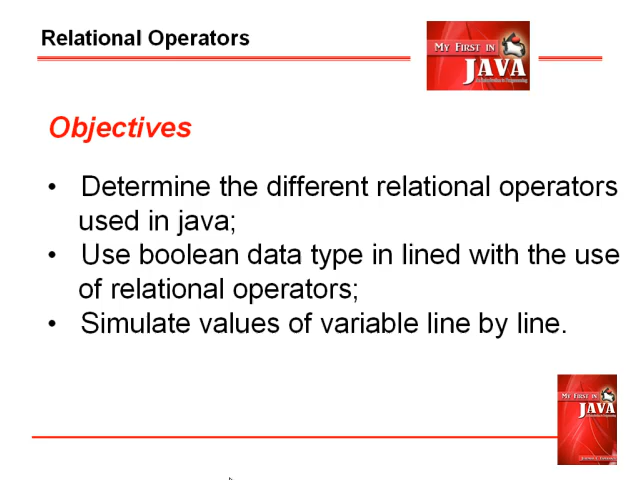 Relational Operators
MY FIRST IN
JAVA
Objectives
• Determine the different relational operators
used in java;
• Use boolean data type in lined with the use
of relational operators;
• Simulate values of variable line by line.
MY FIRST IN
JAVA